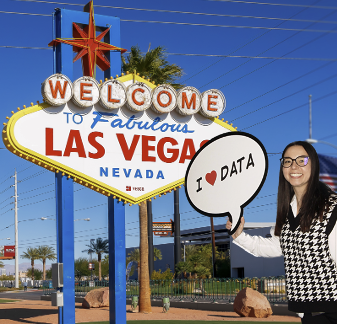 WELCOME
TO Fabulous
LAS VEGAS
NEVADA
I ❤ DATA